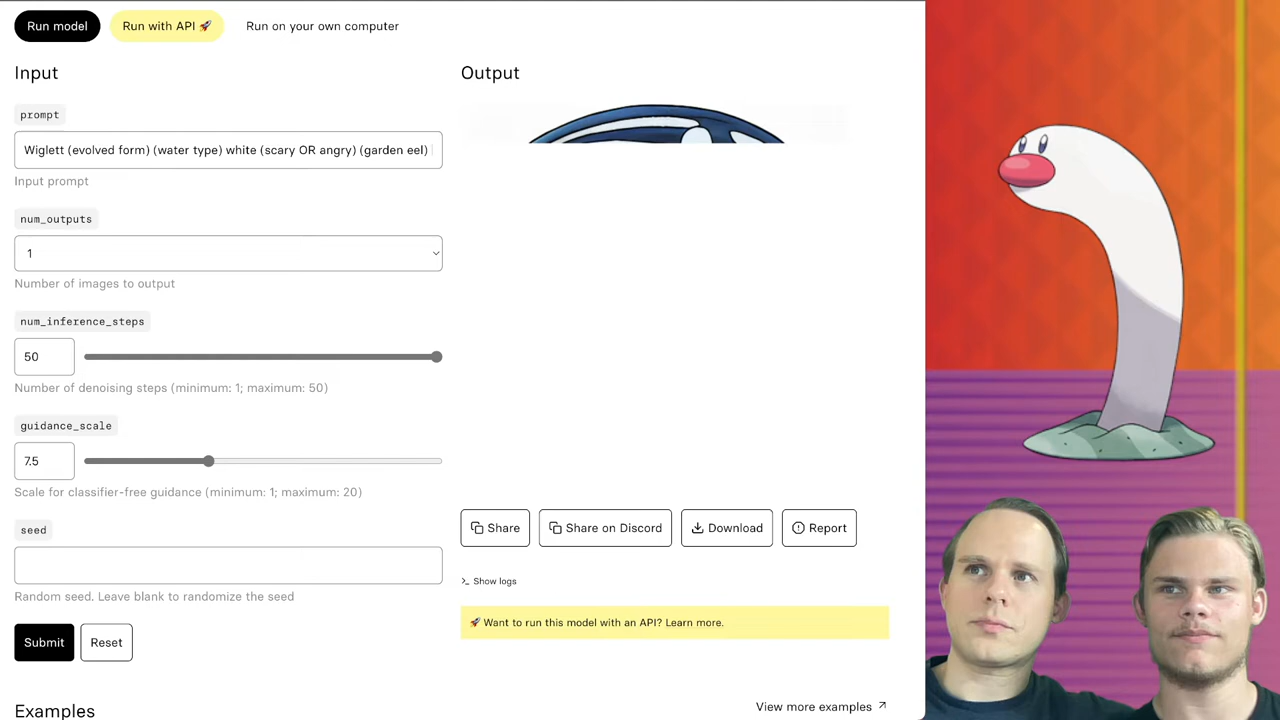 Run model
Run with API 🚀
Run on your own computer
Input
Output
prompt
Wiglett (evolved form) (water type) white (scary OR angry) (garden eel)
Input prompt
num_outputs
1
Number of images to output
num_inference_steps
50
Number of denoising steps (minimum: 1; maximum: 50)
guidance_scale
7.5
Scale for classifier-free guidance (minimum: 1; maximum: 20)
Share
Share on Discord
Download
Report
seed
>_ Show logs
Random seed. Leave blank to randomize the seed
🚀 Want to run this model with an API? Learn more.
Submit
Reset
Examples
View more examples ↗